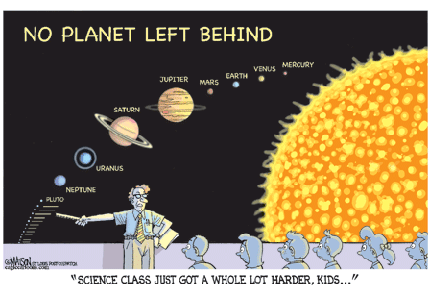 NO PLANET LEFT BEHIND
MERCURY
VENUS
EARTH
MARS
JUPITER
SATURN
URANUS
NEPTUNE
PLUTO
"SCIENCE CLASS JUST GOT A WHOLE LOT HARDER, KIDS..."